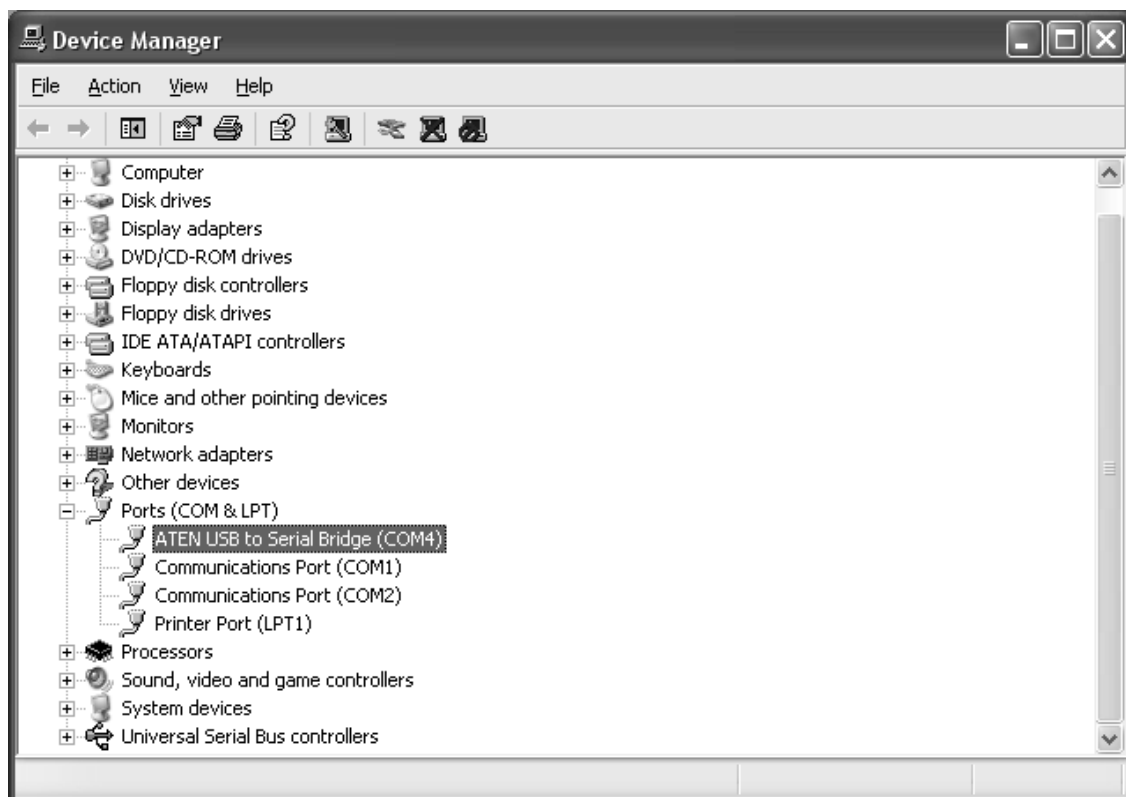 Device Manager
File Action View Help
Computer
Disk drives
Display adapters
DVD/CD-ROM drives
Floppy disk controllers
Floppy disk drives
IDE ATA/ATAPI controllers
Keyboards
Mice and other pointing devices
Monitors
Network adapters
Other devices
Ports (COM & LPT)
ATEN USB to Serial Bridge (COM4)
Communications Port (COM1)
Communications Port (COM2)
Printer Port (LPT1)
Processors
Sound, video and game controllers
System devices
Universal Serial Bus controllers